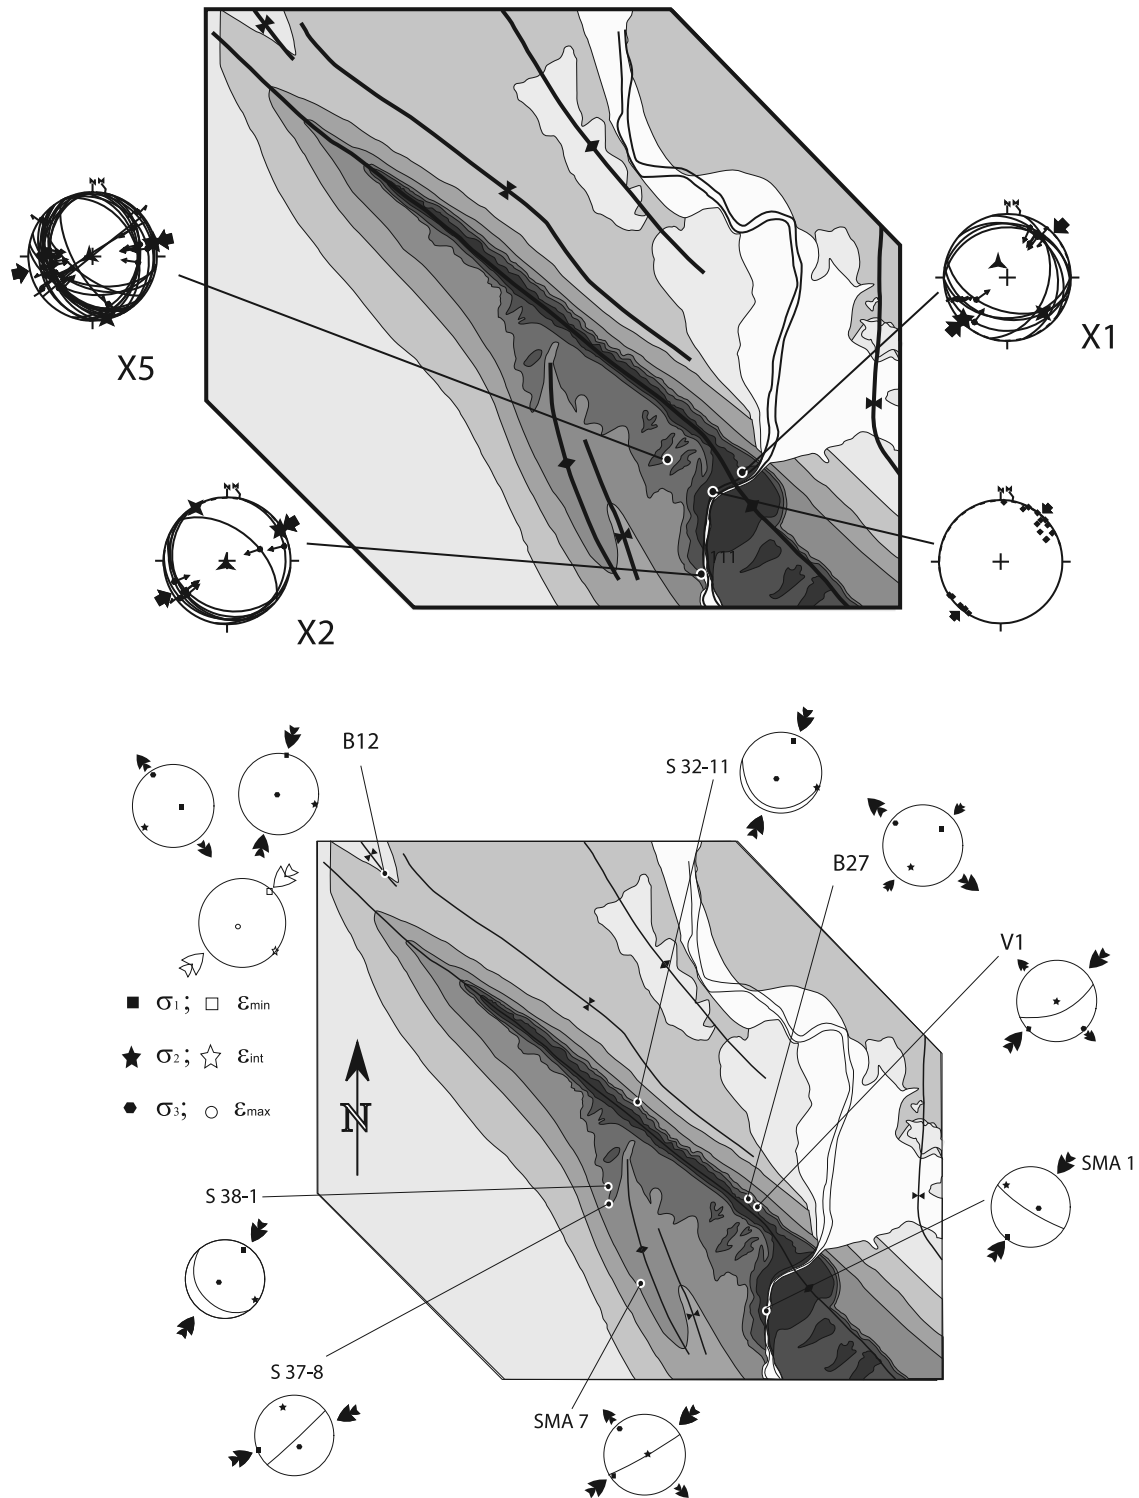 X5
X1
X2
B12
S 32-11
B27
V1
σ1; εmin
σ2; εint
σ3; εmax
N
SMA 1
S 38-1
S 37-8
SMA 7